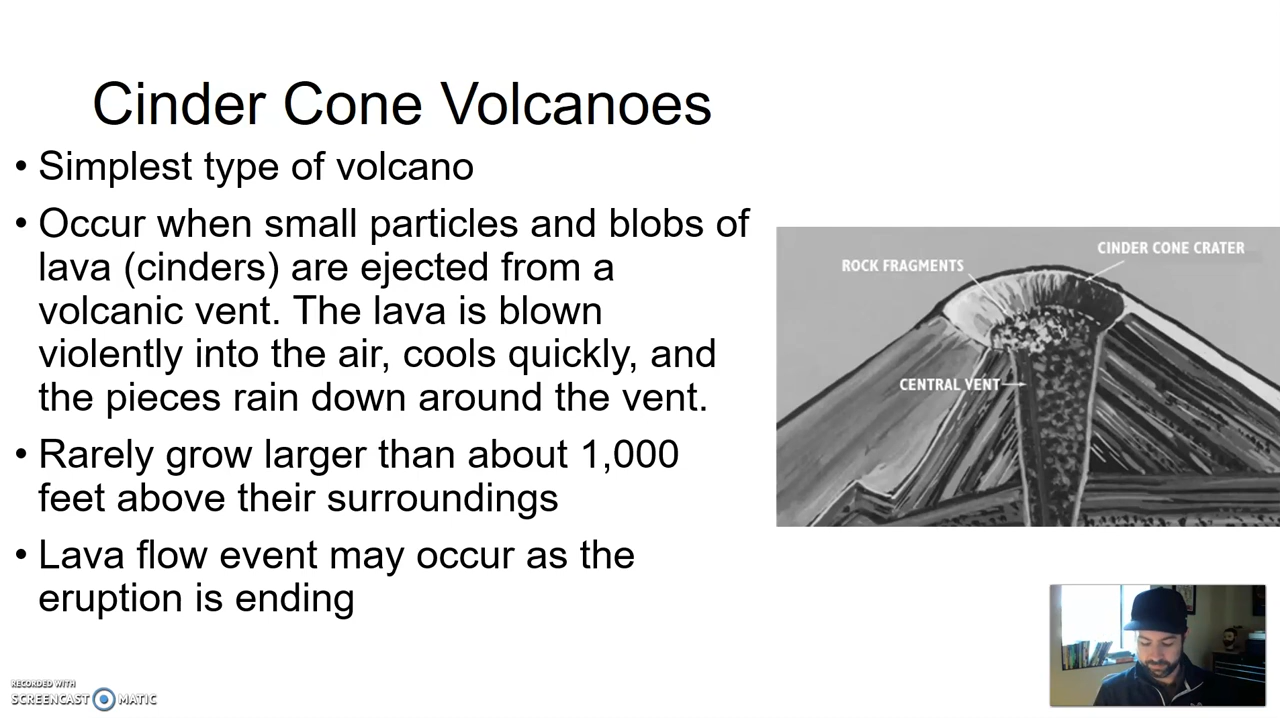 Cinder Cone Volcanoes
• Simplest type of volcano
• Occur when small particles and blobs of
lava (cinders) are ejected from a
volcanic vent. The lava is blown
violently into the air, cools quickly, and
the pieces rain down around the vent.
• Rarely grow larger than about 1,000
feet above their surroundings
• Lava flow event may occur as the
eruption is ending
CINDER CONE CRATER
ROCK FRAGMENTS
CENTRAL VENT
RECORDED WITH
SCREENCAST MATIC